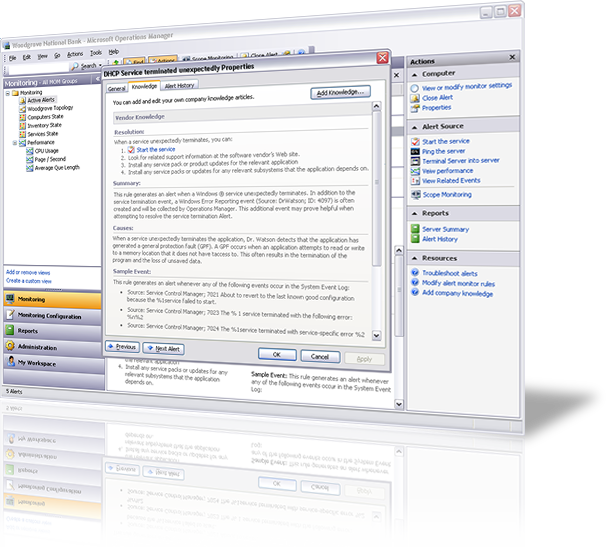 Woodgrove National Bank - Microsoft Operations Manager
File Edit View Go Actions Tools
Find Actions Scope Monitoring Close Alert
Search
Monitoring - All MOM Groups
Monitoring
Active Alerts
Woodgrove Topology
Computers State
Inventory State
Services State
Performance
CPU Usage
Page / Second
Average Que Length
Add or remove views
Create a custom view
Monitoring
Monitoring Configuration
Reports
Administration
My Workspace
5 Alerts
DHCP Service terminated unexpectedly Properties
General Knowledge Alert History
You can add and edit your own company knowledge articles.
Add Knowledge...
Vendor Knowledge
Resolution:
When a service unexpectedly terminates, you can:
1. Start the service
2. Look for related support information at the software vendor's Web site.
3. Install any service pack or product updates for the relevant application
4. Install any service packs or updates for any relevant subsystems that the application depends on.
Summary:
This rule generates an alert when a Windows ® service unexpectedly terminates. In addition to the
service termination event, a Windows Error Reporting event (Source: DrWatson; ID: 4097) is often
created and will be collected by Operations Manager. This additional event may prove helpful when
attempting to resolve the service termination Alert.
Causes:
When a service unexpectedly terminates the application, Dr. Watson detects that the application has
generated a general protection fault (GPF). A GPF occurs when an application attempts to read or write
to a memory location that it does not have taccess to. This often results in the termination of the
program and the loss of unsaved data.
Sample Event:
This rule generates an alert whenever any of the following events occur in the System Event Log:
• Source: Service Control Manager; 7021 About to revert to the last known good configuration
because the %1service failed to start.
• Source: Service Control Manager; 7023 The % 1 service terminated with the following error:
%r%2
• Source: Service Control Manager; 7024 The %1service terminated with service-specific error %2
Previous Next Alert OK Cancel Apply
the relevant application
4. Install any service packs or updates for any
relevant subsystems that the application
depends on.
Sample Event: This rule generates an alert whenever
any of the following events occur in the System Event
Log:
Actions
Computer
View or modify monitor settings
Close Alert
Properties
Alert Source
Start the service
Ping the server
Terminal Server into server
Veiw performance
View Related Events
Scope Monitoring
Reports
Server Summary
Alert History
Resources
Troubleshoot alerts
Modify alert monitor rules
Add company knowledge